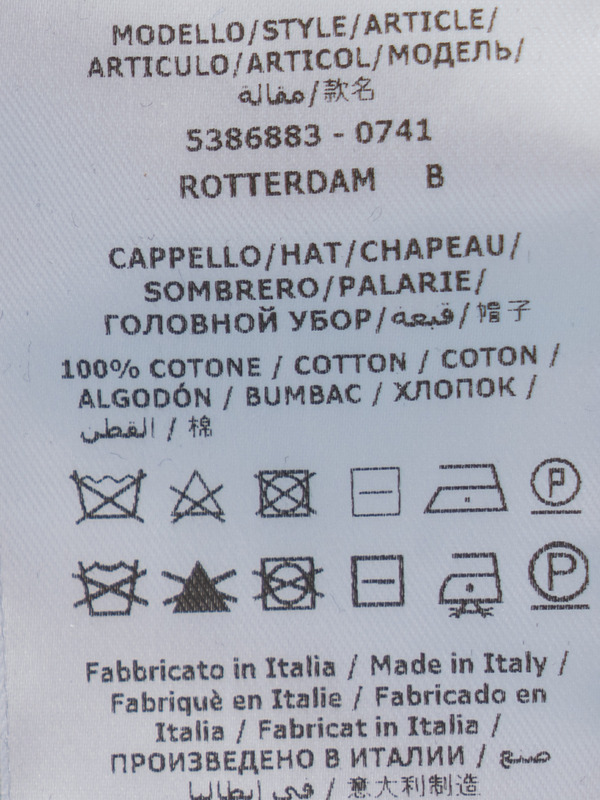 MODELLO/STYLE/ARTICLE/
ARTICULO/ARTICOL/МОДЕЛЬ/
مقالة/款名
5386883 - 0741
ROTTERDAM B
CAPPELLO/HAT/CHAPEAU/
SOMBRERO/PALARIE/
ГОЛОВНОЙ УБОР/قبعة/帽子
100% COTONE / COTTON / COTON /
ALGODÓN / BUMBAC / ХЛОПОК /
القطن / 棉
P
P
Fabbricato in Italia / Made in Italy /
Fabriquè en Italie / Fabricado en
Italia / Fabricat in Italia /
ПРОИЗВЕДЕНО В ИТАЛИИ / صنع
في إيطاليا / 意大利制造